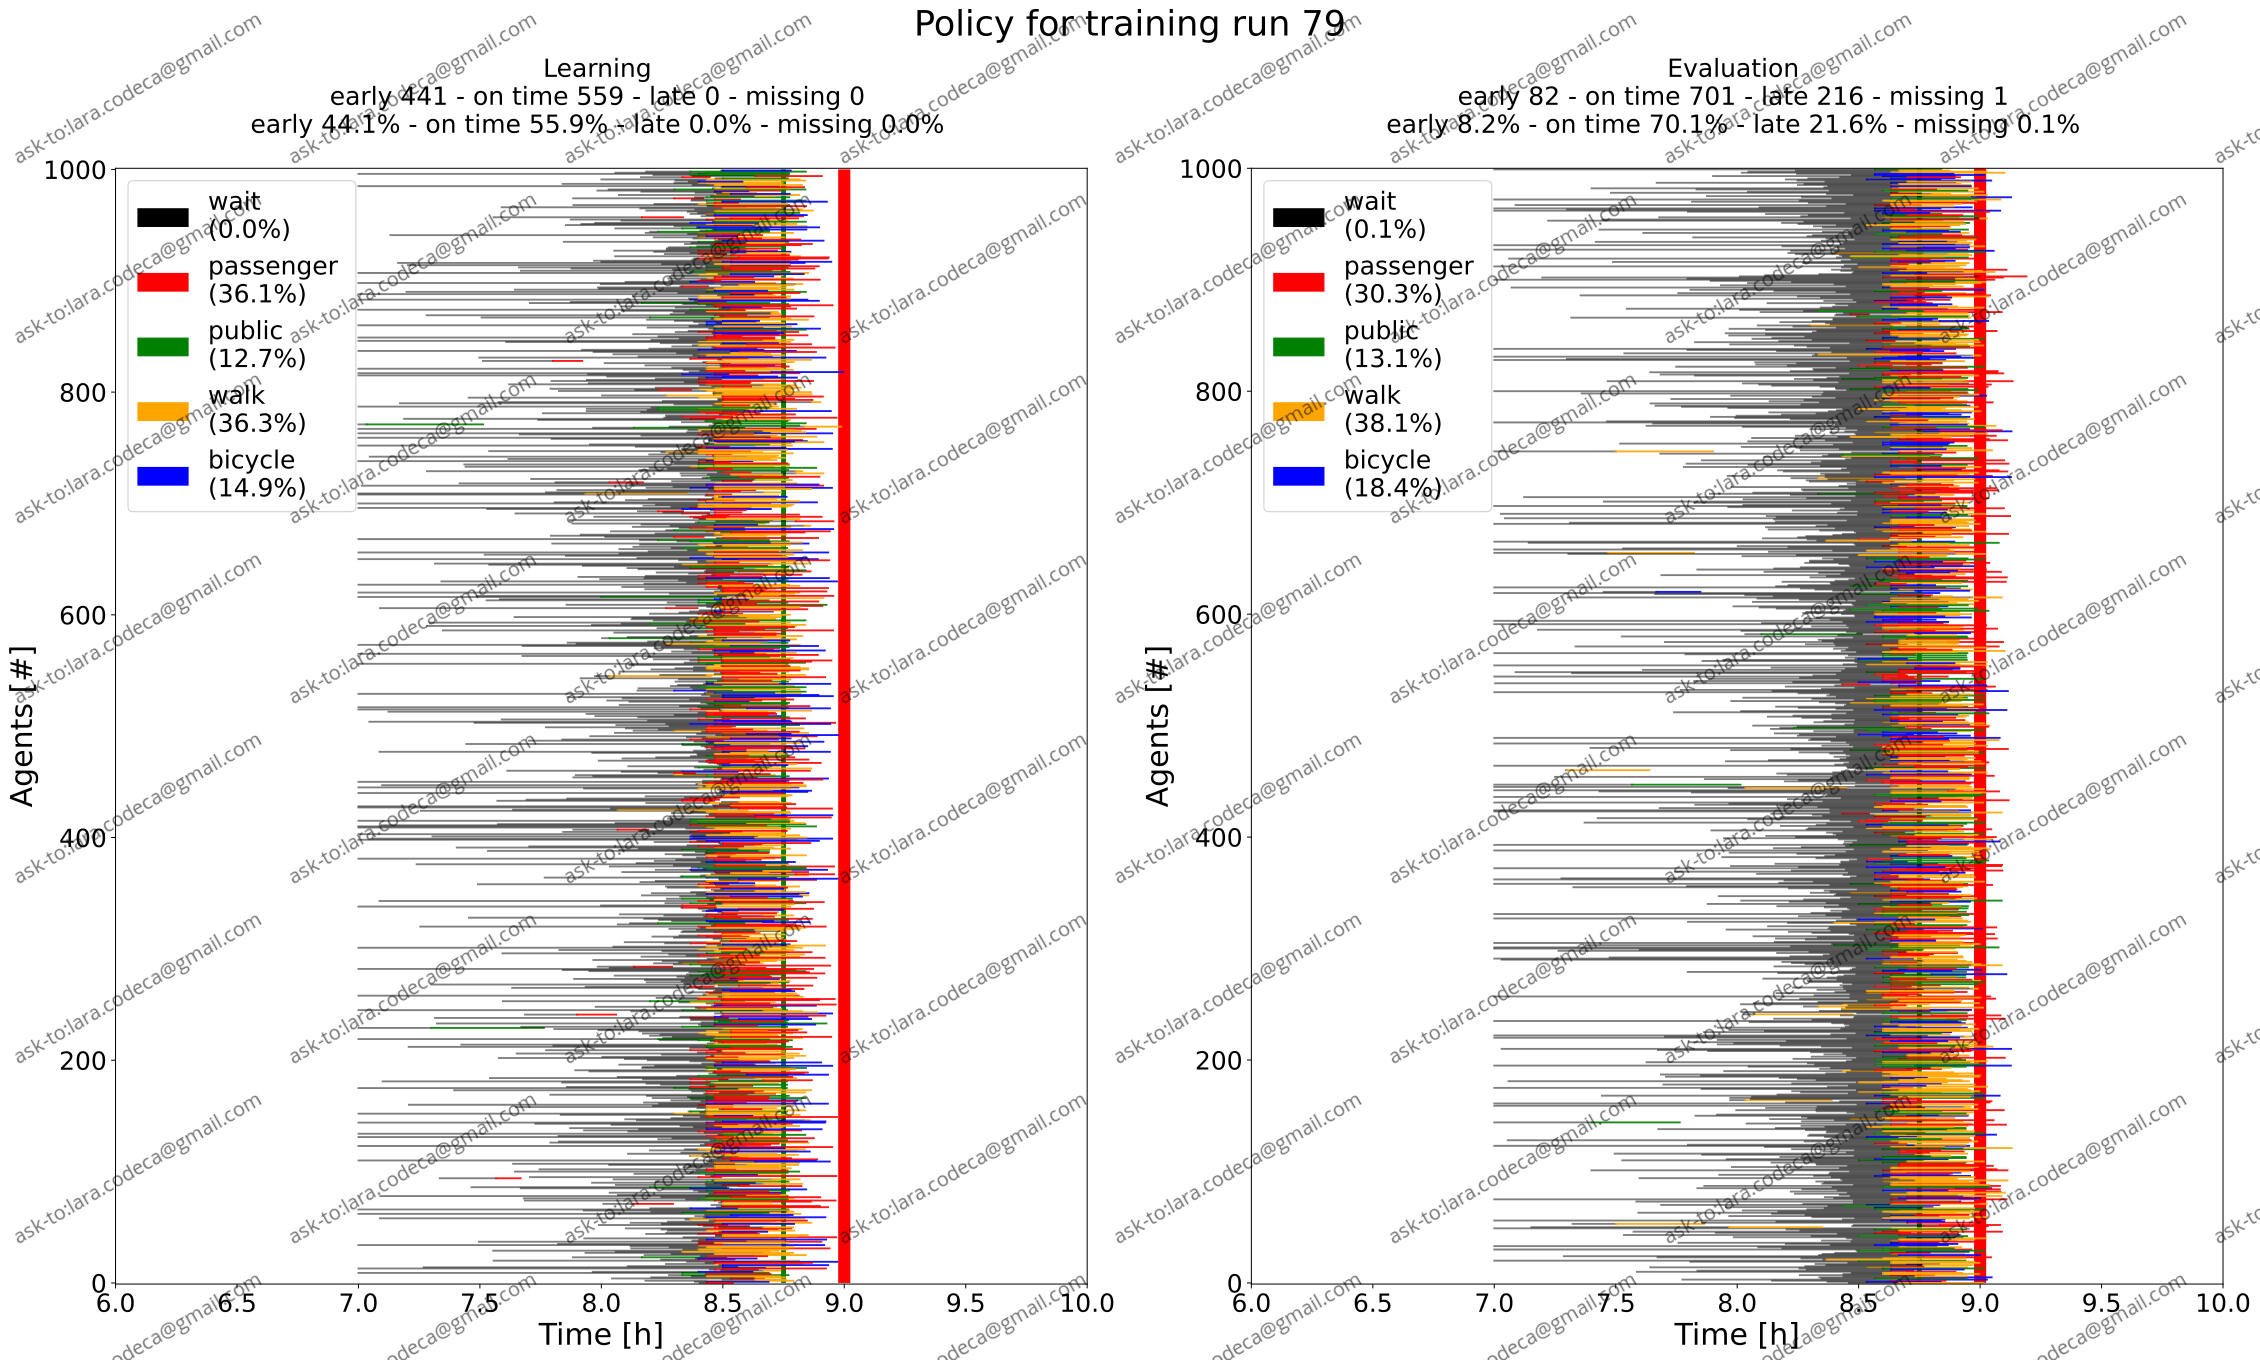 Policy for training run 79
Learning
early 441 - on time 559 - late 0 - missing 0
early 44.1% - on time 55.9% - late 0.0% - missing 0.0%
1000
800
600
400
200
0
Agents [#]
wait
(0.0%)
passenger
(36.1%)
public
(12.7%)
walk
(36.3%)
bicycle
(14.9%)
6.0 6.5 7.0 7.5 8.0 8.5 9.0 9.5 10.0
Time [h]
Evaluation
early 82 - on time 701 - late 216 - missing 1
early 8.2% - on time 70.1% - late 21.6% - missing 0.1%
1000
800
600
400
200
0
Agents [#]
wait
(0.1%)
passenger
(30.3%)
public
(13.1%)
walk
(38.1%)
bicycle
(18.4%)
6.0 6.5 7.0 7.5 8.0 8.5 9.0 9.5 10.0
Time [h]
ask-to:lara.codeca@gmail.com